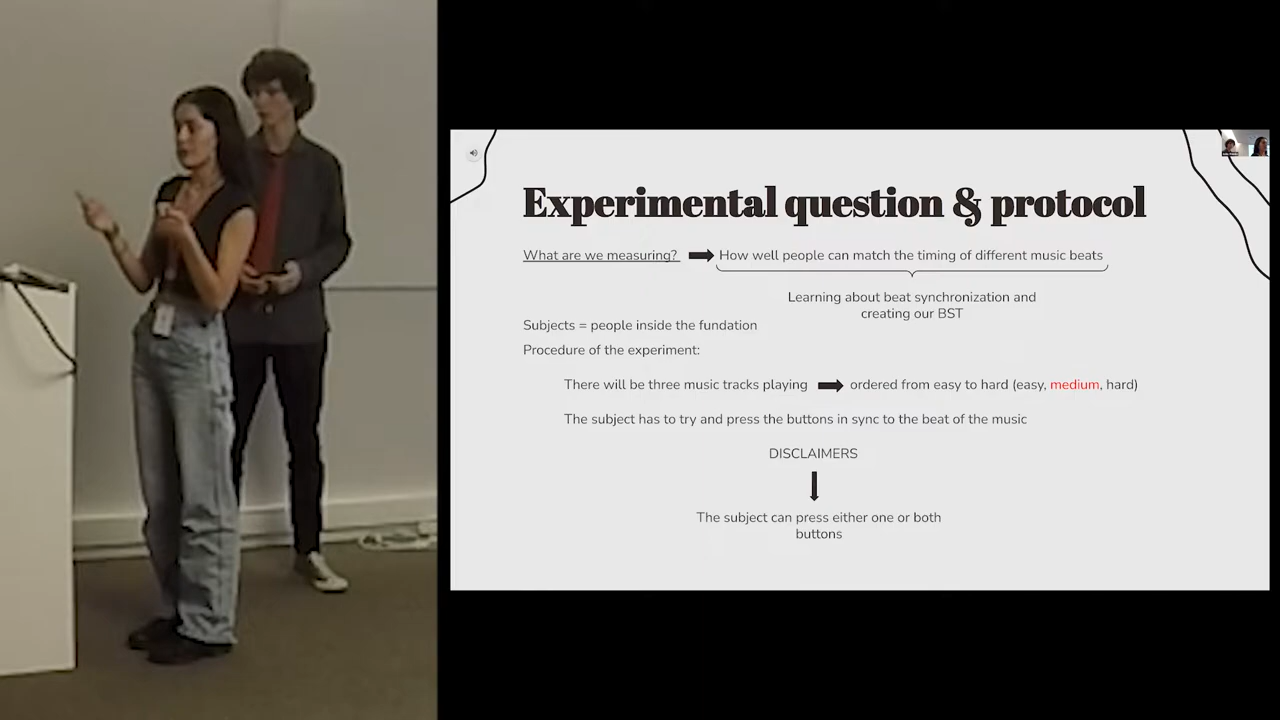 Experimental question & protocol
What are we measuring? How well people can match the timing of different music beats
Learning about beat synchronization and
creating our BST
Subjects = people inside the fundation
Procedure of the experiment:
There will be three music tracks playing ordered from easy to hard (easy, medium, hard)
The subject has to try and press the buttons in sync to the beat of the music
DISCLAIMERS
The subject can press either one or both
buttons